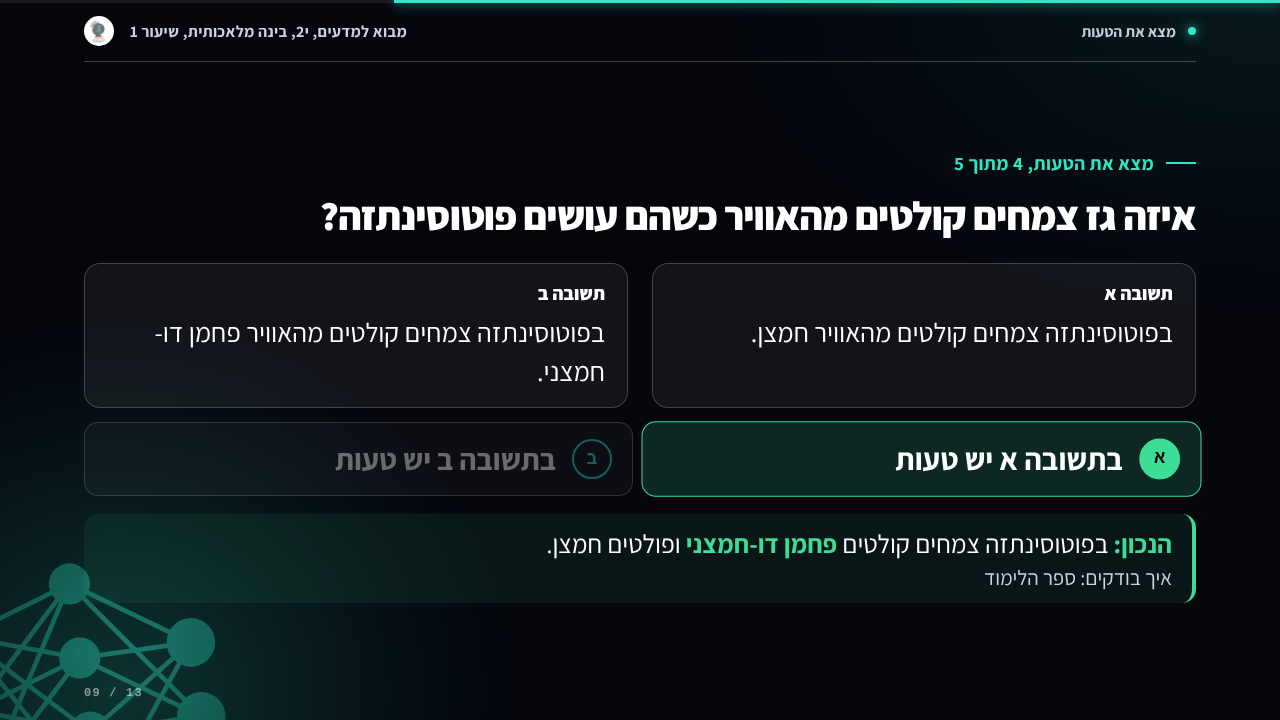 מצא את הטעות
מבוא למדעים, י2, בינה מלאכותית, שיעור 1
מצא את הטעות, 4 מתוך 5
איזה גז צמחים קולטים מהאוויר כשהם עושים פוטוסינתזה?
תשובה א
בפוטוסינתזה צמחים קולטים מהאוויר חמצן.
תשובה ב
בפוטוסינתזה צמחים קולטים מהאוויר פחמן דו-
חמצני.
א
בתשובה א יש טעות
ב
בתשובה ב יש טעות
הנכון: בפוטוסינתזה צמחים קולטים פחמן דו-חמצני ופולטים חמצן.
איך בודקים: ספר הלימוד
09 / 13